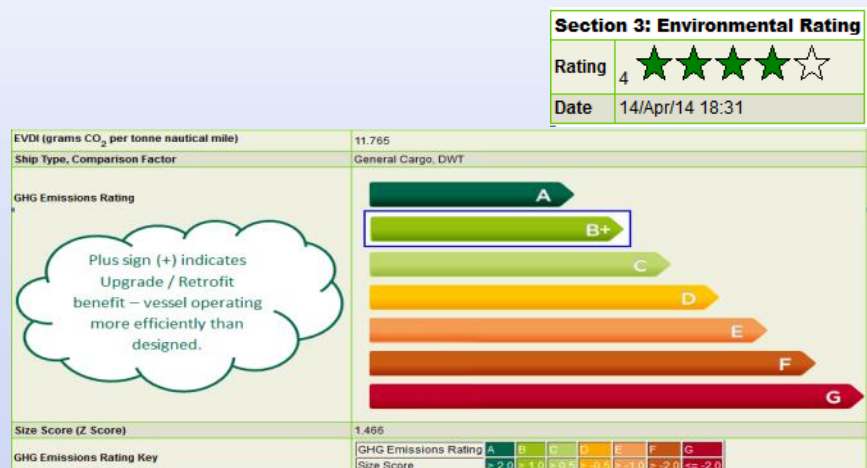 Section 3: Environmental Rating
Rating 4
Date 14/Apr/14 18:31
EVDI (grams CO2 per tonne nautical mile) 11.765
Ship Type, Comparison Factor General Cargo, DWT
GHG Emissions Rating
A
B+
C
D
E
F
G
Plus sign (+) indicates
Upgrade / Retrofit
benefit – vessel operating
more efficiently than
designed.
Size Score (Z Score) 1.466
GHG Emissions Rating Key
GHG Emissions Rating A B C D E F G
Size Score > 2.0 > 1.0 > 0.5 > -0.5 > -1.0 > -2.0 <= -2.0